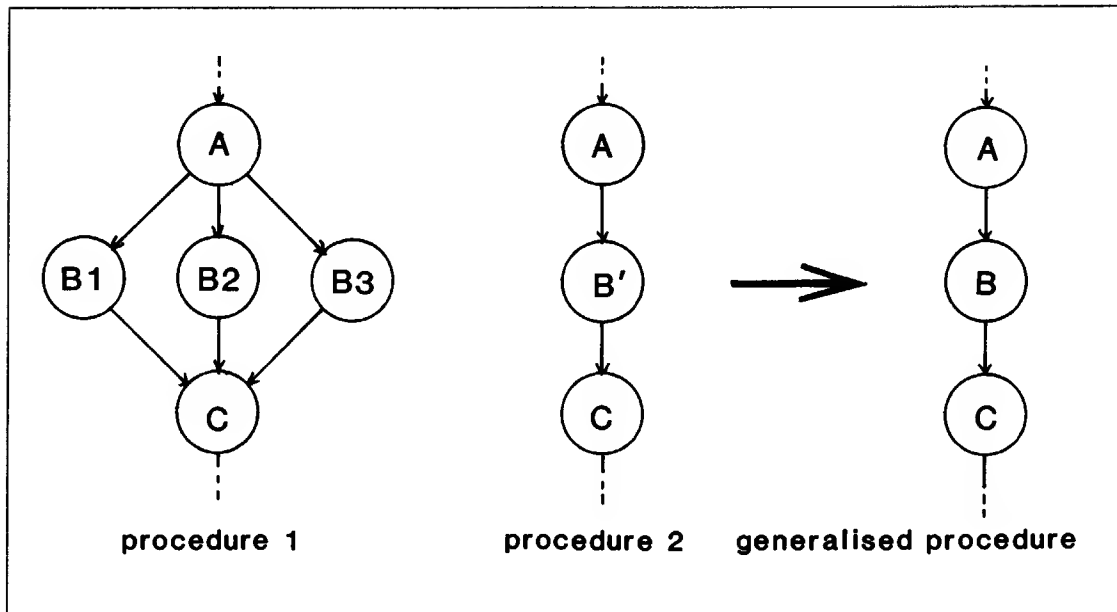 A
B1
B2
B3
C
procedure 1
A
B'
C
procedure 2
A
B
C
generalised procedure